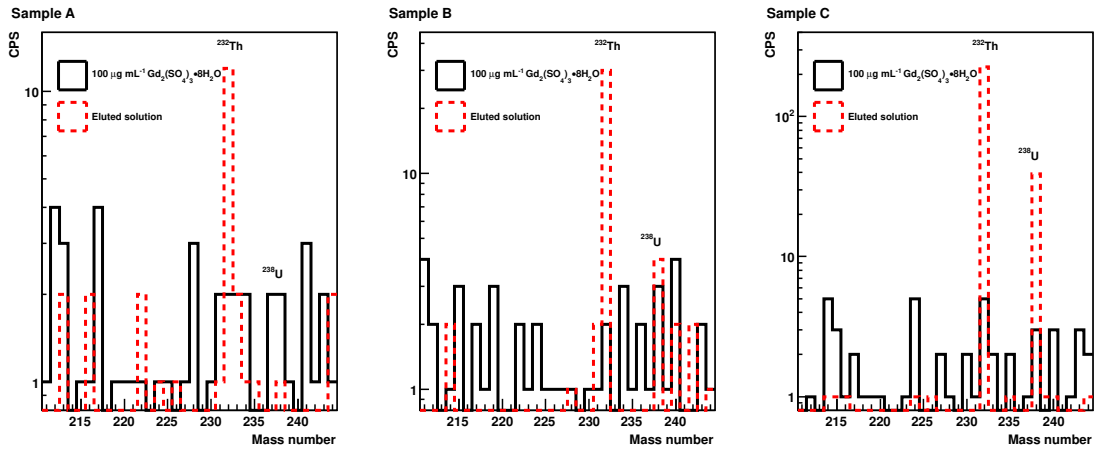 Sample A
CPS
10
1
²³²Th
100 μg mL⁻¹ Gd₂(SO₄)₃•8H₂O
Eluted solution
²³⁸U
215 220 225 230 235 240
Mass number
Sample B
CPS
10
1
²³²Th
100 μg mL⁻¹ Gd₂(SO₄)₃•8H₂O
Eluted solution
²³⁸U
215 220 225 230 235 240
Mass number
Sample C
CPS
10²
10
1
²³²Th
100 μg mL⁻¹ Gd₂(SO₄)₃•8H₂O
Eluted solution
²³⁸U
215 220 225 230 235 240
Mass number